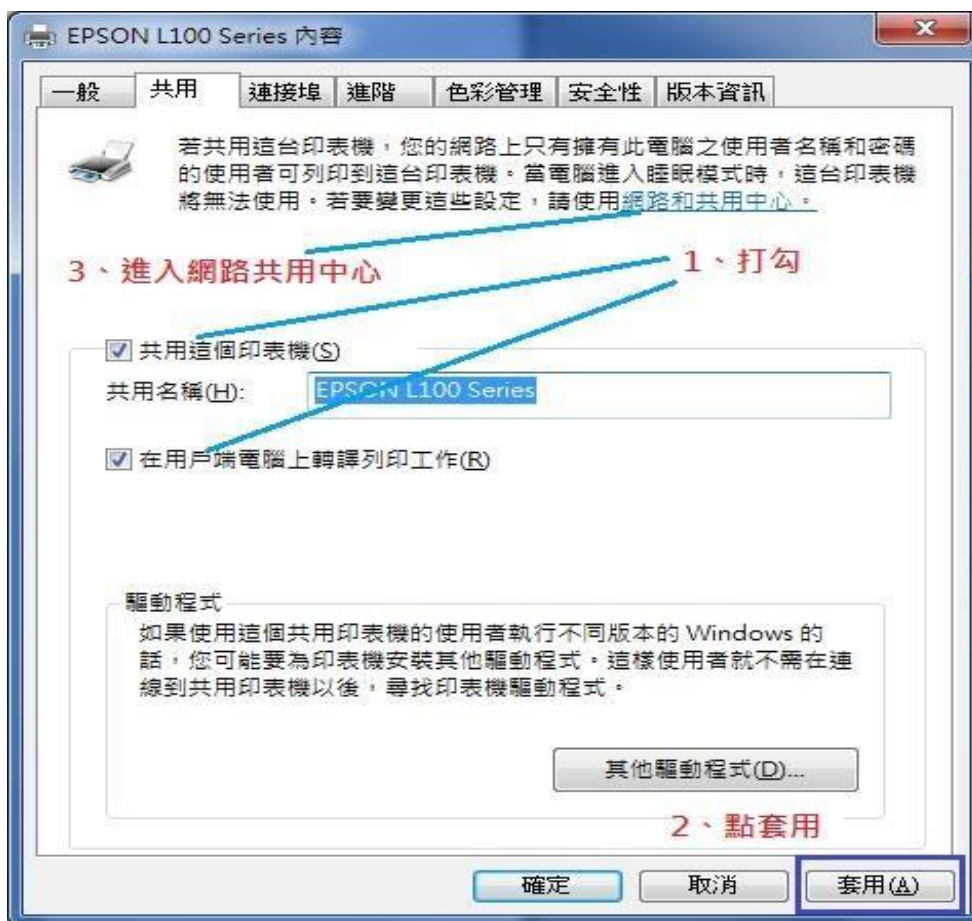 EPSON L100 Series 內容
一般 共用 連接埠 進階 色彩管理 安全性 版本資訊
若共用這台印表機，您的網路上只有擁有此電腦之使用者名稱和密碼
的使用者可列印到這台印表機。當電腦進入睡眠模式時，這台印表機
將無法使用。若要變更這些設定，請使用網路和共用中心。
3、進入網路共用中心
1、打勾
共用這個印表機(S)
共用名稱(H): EPSON L100 Series
在用戶端電腦上轉譯列印工作(R)
驅動程式
如果使用這個共用印表機的使用者執行不同版本的 Windows 的
話，您可能要為印表機安裝其他驅動程式。這樣使用者就不需在連
線到共用印表機以後，尋找印表機驅動程式。
其他驅動程式(D)...
2、點套用
確定 取消 套用(A)